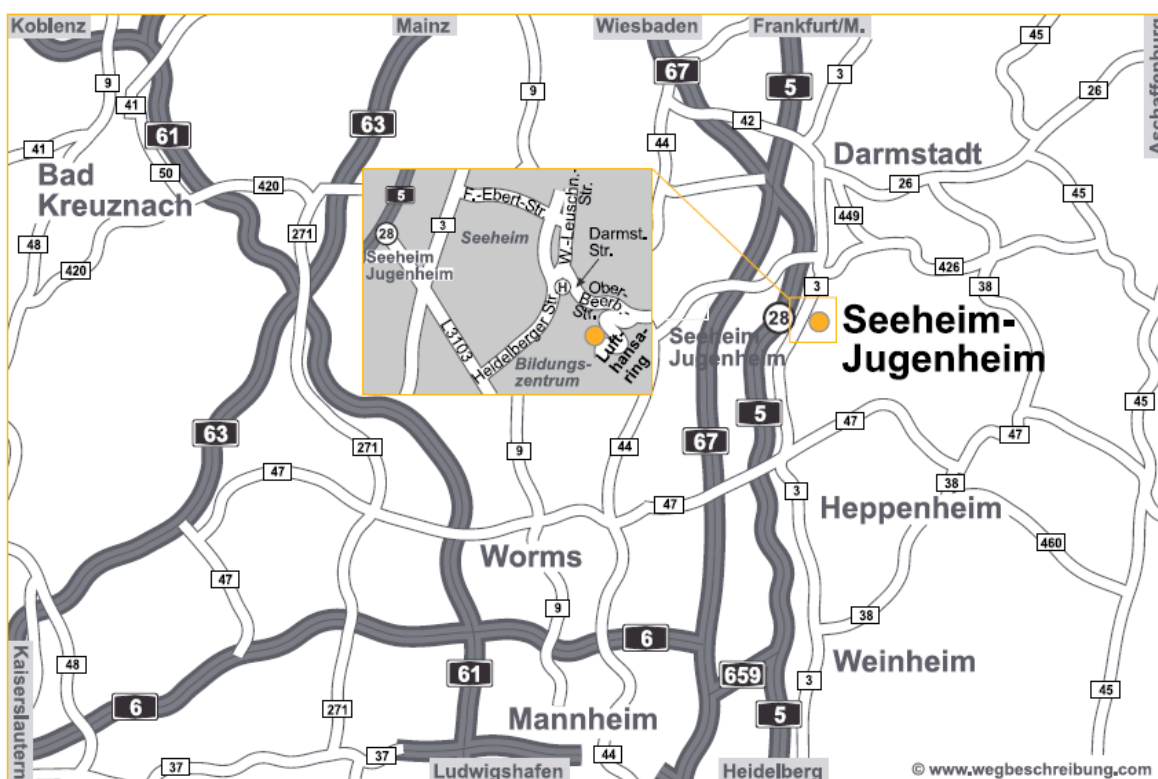 Koblenz
Mainz
Wiesbaden
Frankfurt/M.
Aschaffenburg
45
3
67
5
9
9
41
26
63
42
61
44
41
Bad
Kreuznach
50
420
Darmstadt
26
45
449
271
48
420
426
38
3
5
3
28
Seeheim
Jugenheim
Seeheim
F.-Ebert-Str.
W.-Leuschn.-
Str.
Darmst.
Str.
H
Ober-
Beerb.-
Str.
L3103
Heidelberger Str.
Bildungs-
zentrum
Luft-
hansa-
ring
28
Seeheim
Jugenheim
Seeheim-
Jugenheim
5
45
63
67
47
47
271
9
44
47
38
47
3
Heppenheim
460
Worms
47
9
38
6
48
61
659
Weinheim
3
45
6
271
Mannheim
5
37
37
44
Kaiserslautern
Ludwigshafen
Heidelberg
© www.wegbeschreibung.com